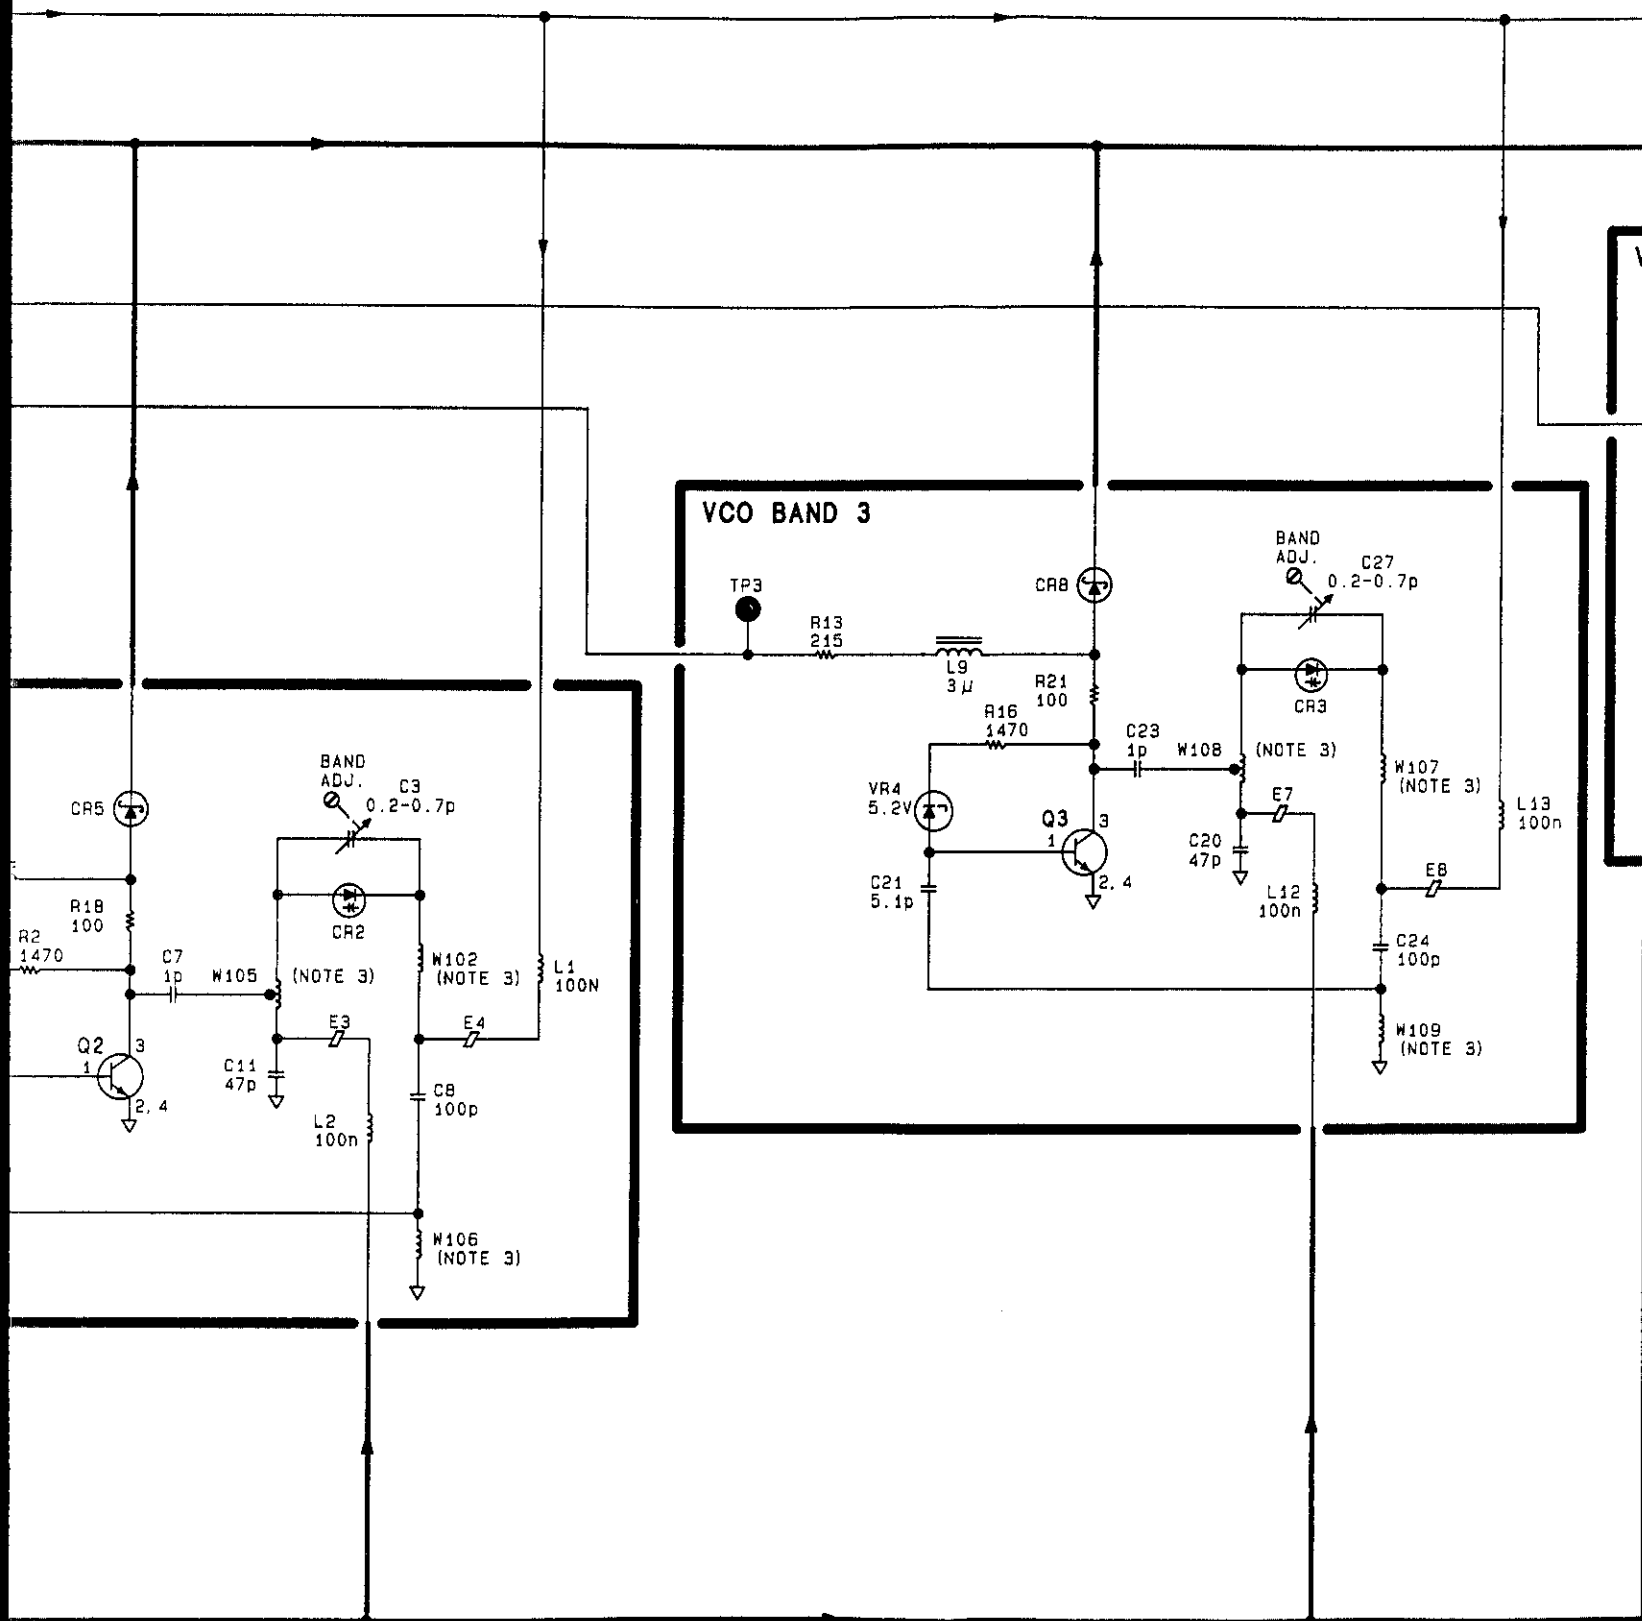 VCO BAND 3
TP3
R13
215
L9
3μ
CR8
R21
100
R16
1470
VR4
5.2V
Q3
1
3
2,4
C21
5.1p
C23
1p
W108
(NOTE 3)
BAND
ADJ.
C27
0.2-0.7p
CR3
W107
(NOTE 3)
E7
C20
47p
L12
100n
E8
L13
100n
C24
100p
W109
(NOTE 3)
CR5
R18
100
R2
1470
C7
1p
W105
(NOTE 3)
BAND
ADJ.
C3
0.2-0.7p
CR2
W102
(NOTE 3)
L1
100N
E3
E4
Q2
1
3
2,4
C11
47p
L2
100n
C8
100p
W106
(NOTE 3)